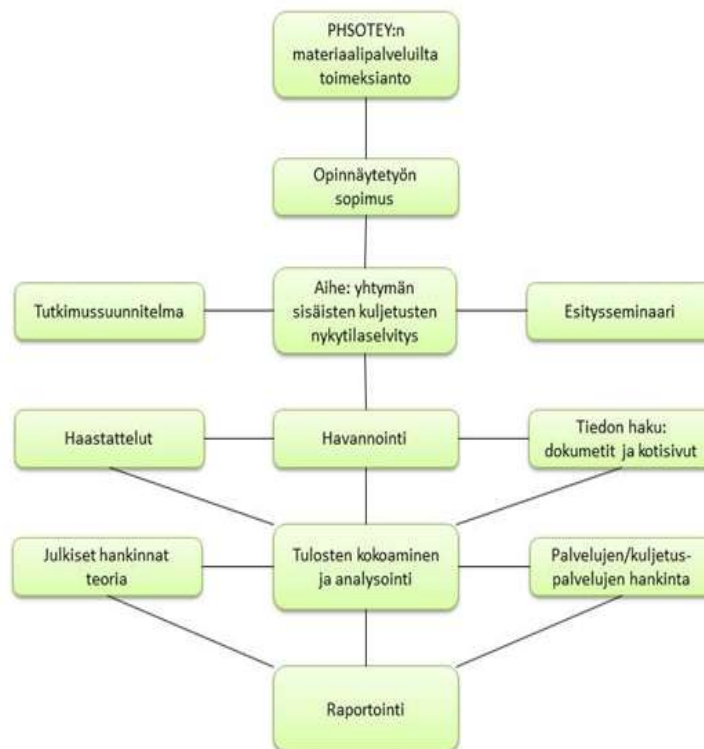 PHSOTEY:n
materiaalipalveluilta
toimeksianto
Opinnäytetyön
sopimus
Tutkimussuunnitelma
Aihe: yhtymän
sisäisten kuljetusten
nykytilaselvitys
Esitysseminaari
Haastattelut
Havannointi
Tiedon haku:
dokumetit ja kotisivut
Julkiset hankinnat
teoria
Tulosten kokoaminen
ja analysointi
Palvelujen/kuljetus-
palvelujen hankinta
Raportointi